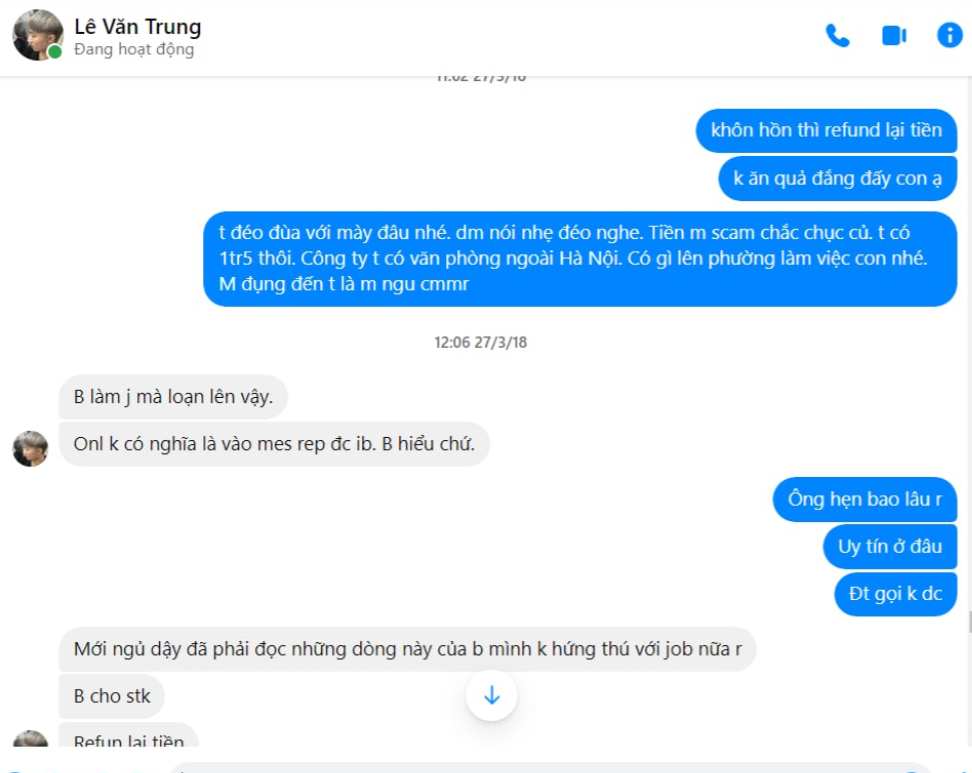 Lê Văn Trung
Đang hoạt động
11:02 27/3/18
khôn hồn thì refund lại tiền
k ăn quả đắng đấy con ạ
t đéo đùa với mày đâu nhé. dm nói nhẹ đéo nghe. Tiền m scam chắc chục củ. t có
1tr5 thôi. Công ty t có văn phòng ngoài Hà Nội. Có gì lên phường làm việc con nhé.
M đụng đến t là m ngu cmmr
12:06 27/3/18
B làm j mà loạn lên vậy.
Onl k có nghĩa là vào mes rep đc ib. B hiểu chứ.
Ông hẹn bao lâu r
Uy tín ở đâu
Đt gọi k dc
Mới ngủ dậy đã phải đọc những dòng này của b mình k hứng thú với job nữa r
B cho stk
Refun lại tiền